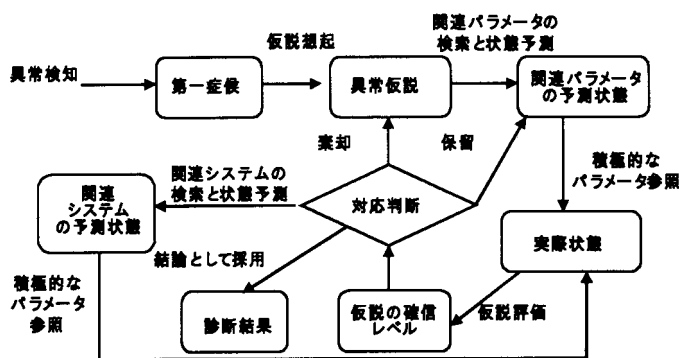 関連パラメータの
検索と状態予測
仮説想起
異常検知
第一症候
異常仮説
関連パラメータ
の予測状態
棄却
保留
関連システムの
検索と状態予測
積極的な
パラメータ参照
関連
システム
の予測状態
対応判断
実際状態
結論として採用
積極的な
パラメータ
参照
診断結果
仮説の確信
レベル
仮説評価